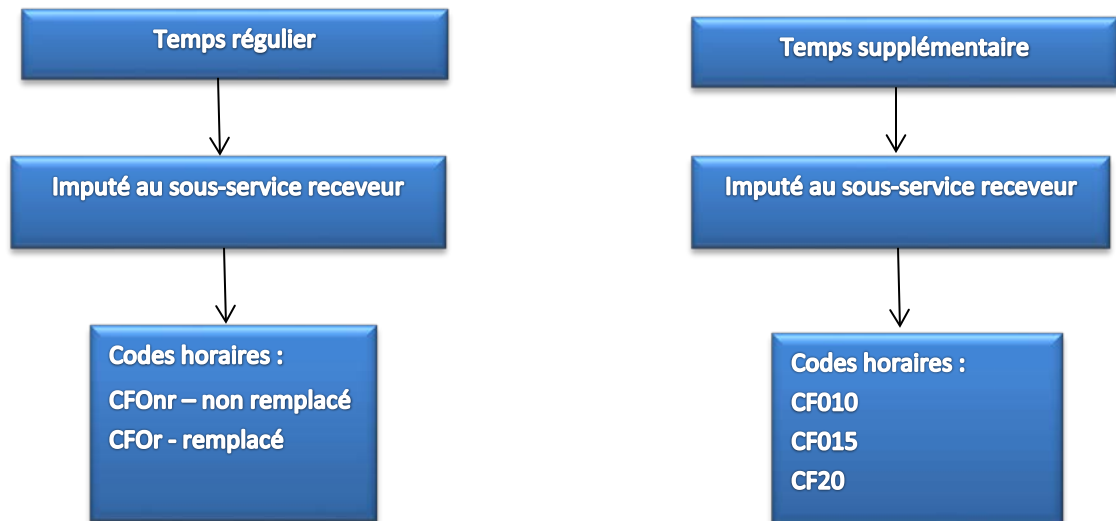 Temps régulier
Imputé au sous-service receveur
Codes horaires :
CFOnr – non remplacé
CFOr - remplacé
Temps supplémentaire
Imputé au sous-service receveur
Codes horaires :
CF010
CF015
CF20